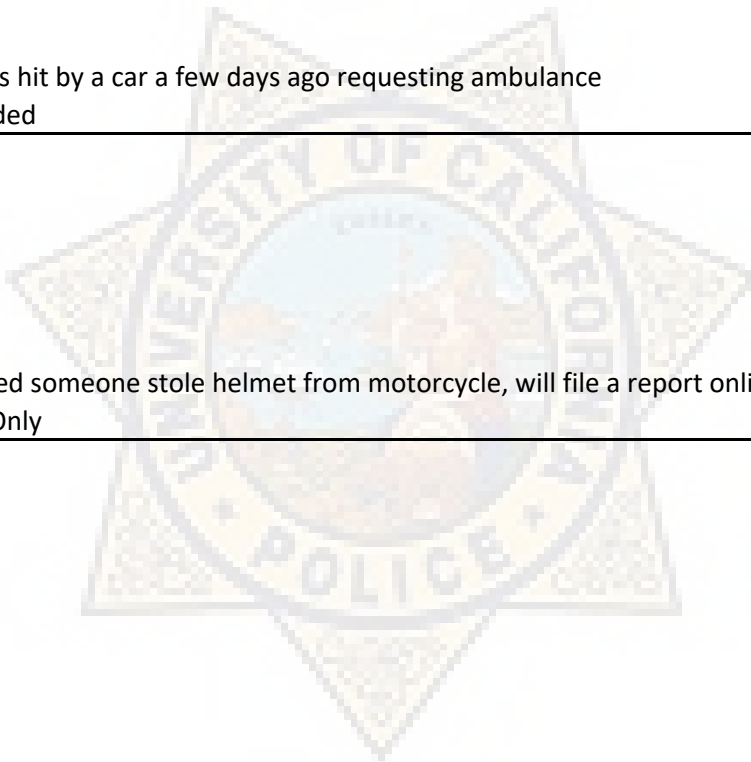 s hit by a car a few days ago requesting ambulance
ded
UNIVERSITY OF CALIFORNIA
ed someone stole helmet from motorcycle, will file a report onli
Only
POLICE